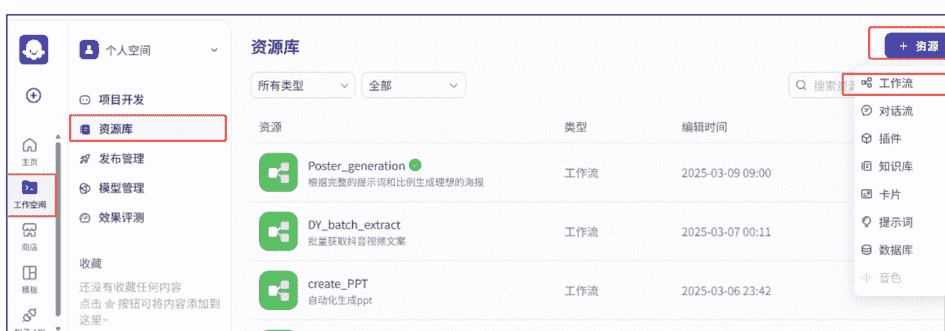 主页
工作空间
商店
模板
个人空间
项目开发
资源库
发布管理
模型管理
效果评测
收藏
还没有收藏任何内容
点击 按钮可将内容添加到
这里~
资源库
+ 资源
所有类型
全部
搜索资源
资源 类型 编辑时间
Poster_generation 工作流 2025-03-09 09:00
根据完整的提示词和比例生成理想的海报
DY_batch_extract 工作流 2025-03-07 00:11
批量获取抖音视频文案
create_PPT 工作流 2025-03-06 23:42
自动化生成ppt
工作流
对话流
插件
知识库
卡片
提示词
数据库
音色